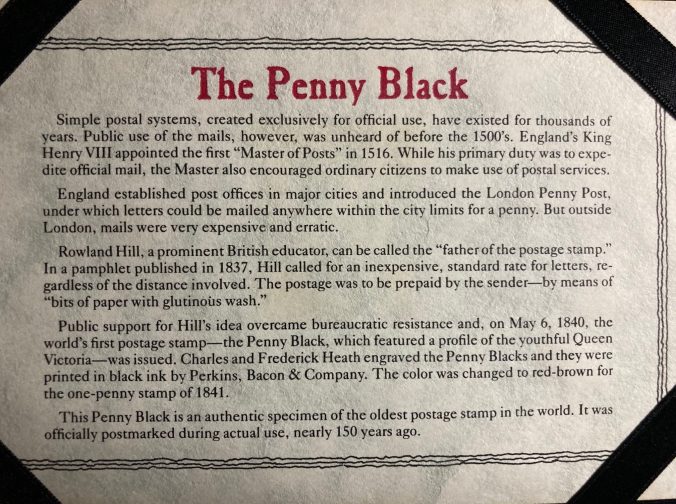 The Penny Black
Simple postal systems, created exclusively for official use, have existed for thousands of
years. Public use of the mails, however, was unheard of before the 1500's. England's King
Henry VIII appointed the first “Master of Posts” in 1516. While his primary duty was to expe-
dite official mail, the Master also encouraged ordinary citizens to make use of postal services.
England established post offices in major cities and introduced the London Penny Post,
under which letters could be mailed anywhere within the city limits for a penny. But outside
London, mails were very expensive and erratic.
Rowland Hill, a prominent British educator, can be called the “father of the postage stamp.”
In a pamphlet published in 1837, Hill called for an inexpensive, standard rate for letters, re-
gardless of the distance involved. The postage was to be prepaid by the sender—by means of
“bits of paper with glutinous wash.”
Public support for Hill's idea overcame bureaucratic resistance and, on May 6, 1840, the
world's first postage stamp—the Penny Black, which featured a profile of the youthful Queen
Victoria—was issued. Charles and Frederick Heath engraved the Penny Blacks and they were
printed in black ink by Perkins, Bacon & Company. The color was changed to red-brown for
the one-penny stamp of 1841.
This Penny Black is an authentic specimen of the oldest postage stamp in the world. It was
officially postmarked during actual use, nearly 150 years ago.